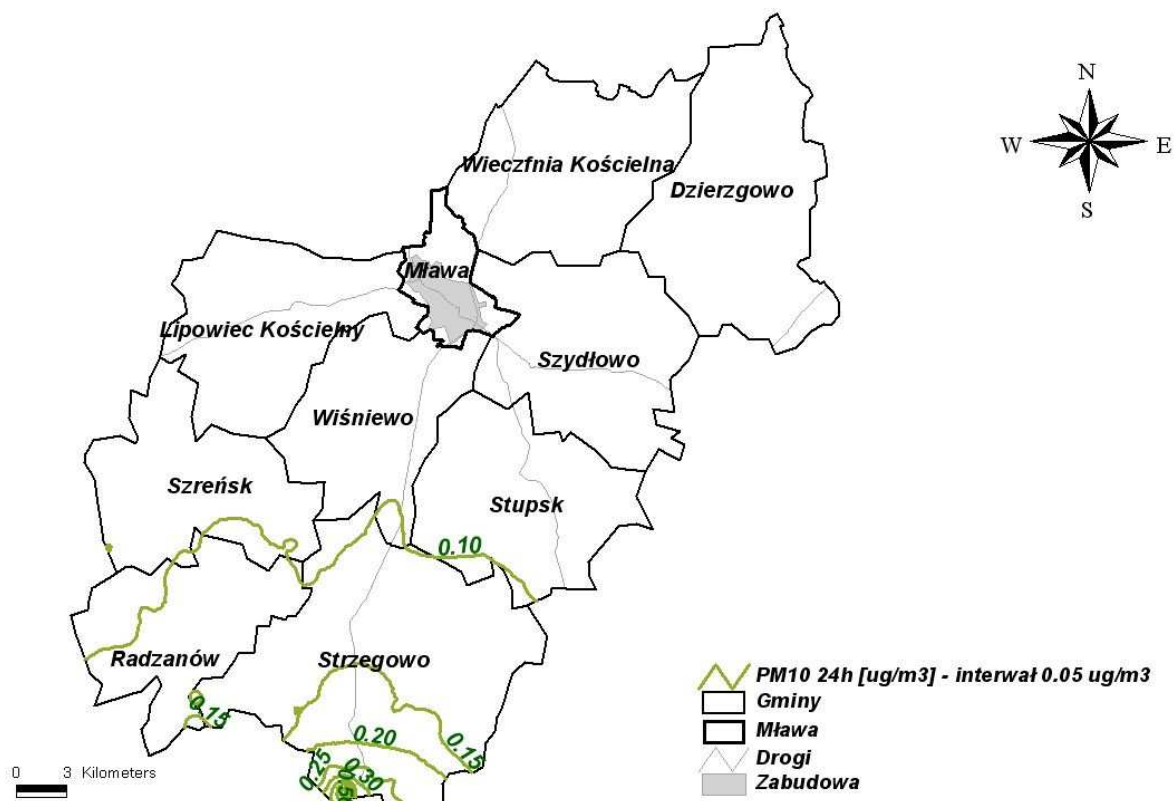 N
W E
S
Wieczfnia Kościelna
Dzierzgowo
Mława
Lipowiec Kościelny
Szydłowo
Wiśniewo
Szreńsk
Stupsk
0.10
Radzanów
Strzegowo
0.15
0.20
0.15
0.25
0.30
PM10 24h [ug/m3] - interwał 0.05 ug/m3
Gminy
Mława
Drogi
Zabudowa
0 3 Kilometers